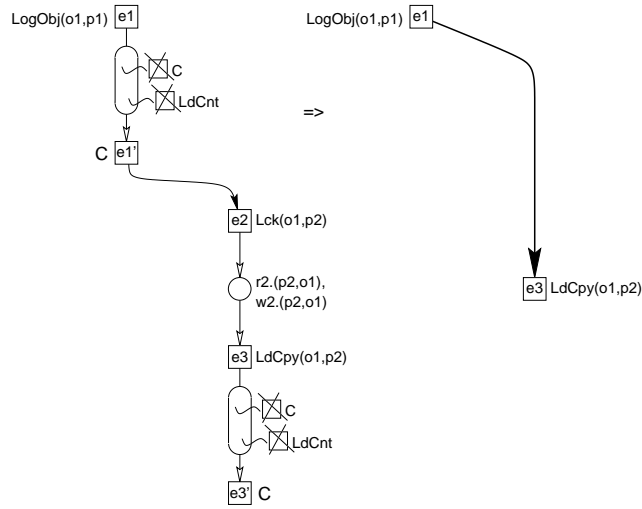 LogObj(o1,p1) e1
C
LdCnt
C e1'
e2 Lck(o1,p2)
r2.(p2,o1),
w2.(p2,o1)
e3 LdCpy(o1,p2)
C
LdCnt
e3' C
=>
LogObj(o1,p1) e1
e3 LdCpy(o1,p2)